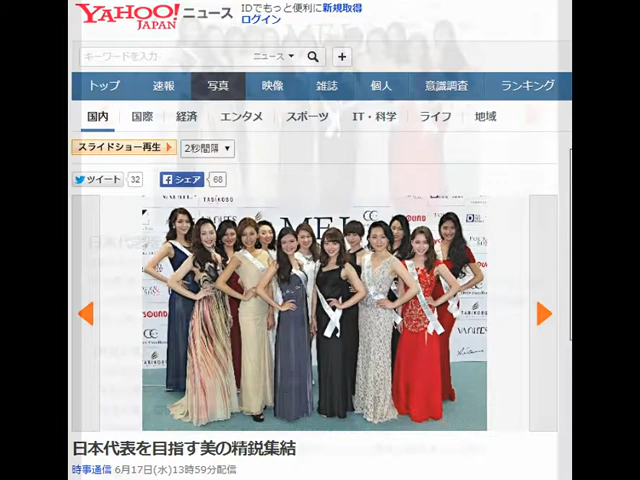 YAHOO! JAPAN ニュース
IDでもっと便利に新規取得
ログイン
キーワードを入力 ニュース
トップ 速報 写真 映像 雑誌 個人 意識調査 ランキング
国内 国際 経済 エンタメ スポーツ IT・科学 ライフ 地域
スライドショー再生 2秒間隔
ツイート 32 シェア 68
TABIKOBO
SOUND
TABIKOBO
日本代表を目指す美の精鋭集結
時事通信 6月17日(水)13時59分配信